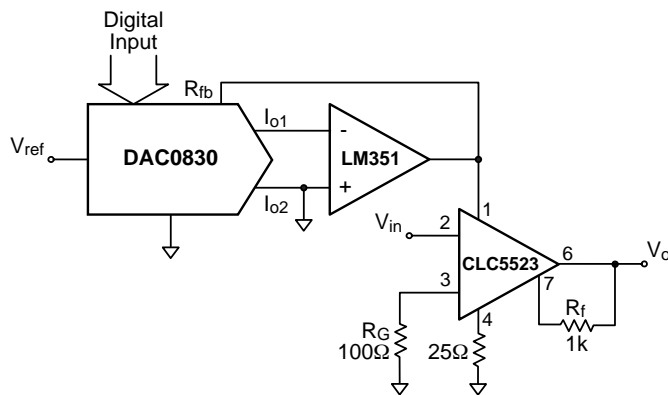 Digital
Input
Rfb
Vref
DAC0830
Io1
Io2
-
+
LM351
Vin
2
1
CLC5523
6
Vo
3
7
4
Rf
1k
RG
100Ω
25Ω